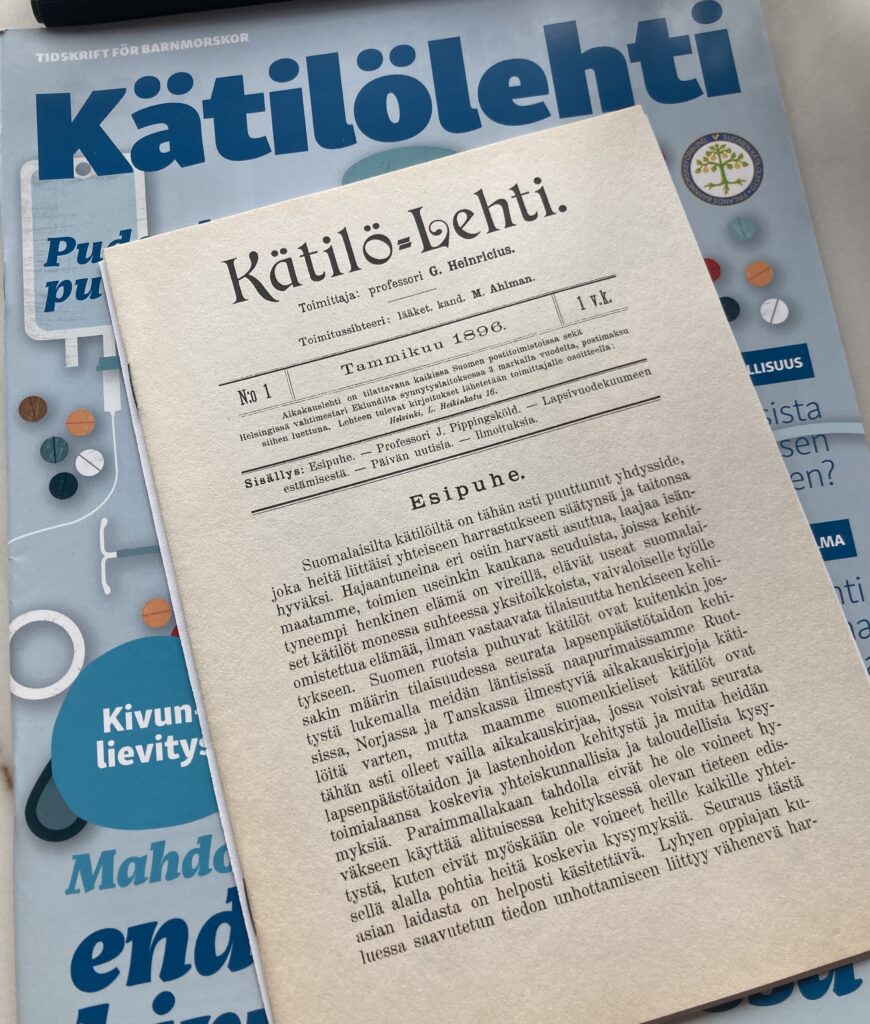 TIDSKRIFT FÖR BARNMORSKOR
Kätilölehti
Kätilö=Lehti.
Toimittaja: professori G. Heinricius.
Toimitussihteeri: lääket. kand. M. Ahlman.
N:o 1
Tammikuu 1896.
1 v.k.
Aikakauslehti on tilattavana kaikissa Suomen postitoimistoissa sekä
Helsingissä vahtimestari Eklundilta synnytyslaitoksessa 3 markalla vuodelta, postimaksu
siihen luettuna. Lehteen tulevat kirjoitukset lähetetään toimittajalle osoitteella:
Helsinki, L. Heikinkatu 16.
Sisällys: Esipuhe. — Professori J. Pippingsköld. — Lapsivuodekuumeen
estämisestä. — Päivän uutisia. — Ilmoituksia.
Esipuhe.
Suomalaisilta kätilöiltä on tähän asti puuttunut yhdysside,
joka heitä liittäisi yhteiseen harrastukseen säätynsä ja taitonsa
hyväksi. Hajaantuneina eri osiin harvasti asuttua, laajaa isän-
maatamme, toimien useinkin kaukana seuduista, joissa kehit-
tyneempi henkinen elämä on vireillä, elävät useat suomalai-
set kätilöt monessa suhteessa yksitoikkoista, vaivaloiselle työlle
omistettua elämää, ilman vastaavata tilaisuutta henkiseen kehi-
tykseen. Suomen ruotsia puhuvat kätilöt ovat kuitenkin jos-
sakin määrin tilaisuudessa seurata lapsenpäästötaidon kehi-
tystä lukemalla meidän läntisissä naapurimaissamme Ruot-
sissa, Norjassa ja Tanskassa ilmestyviä aikakauskirjoja käti-
löitä varten, mutta maamme suomenkieliset kätilöt ovat
tähän asti olleet vailla aikakauskirjaa, jossa voisivat seurata
lapsenpäästötaidon ja lastenhoidon kehitystä ja muita heidän
toimialaansa koskevia yhteiskunnallisia ja taloudellisia kysy-
myksiä. Paraimmallakaan tahdolla eivät he ole voineet hy-
väkseen käyttää alituisessa kehityksessä olevan tieteen edis-
tystä, kuten eivät myöskään ole voineet heille kaikille yhtei-
sellä alalla pohtia heitä koskevia kysymyksiä. Seuraus tästä
asian laidasta on helposti käsitettävä. Lyhyen oppiajan ku-
luessa saavutetun tiedon unhottamiseen liittyy vähenevä har-
Kivun-
lievitys